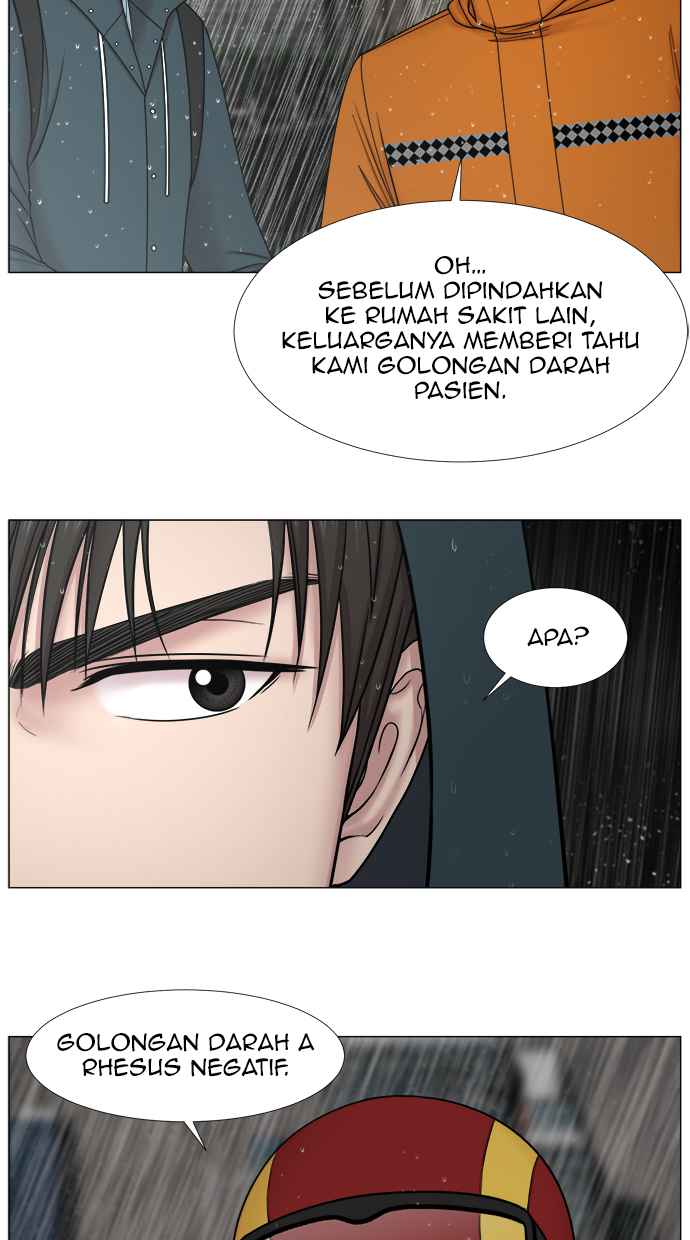 OH...
SEBELUM DIPINDAHKAN
KE RUMAH SAKIT LAIN,
KELUARGANYA MEMBERI TAHU
KAMI GOLONGAN DARAH
PASIEN.
APA?
GOLONGAN DARAH A
RHESUS NEGATIF.